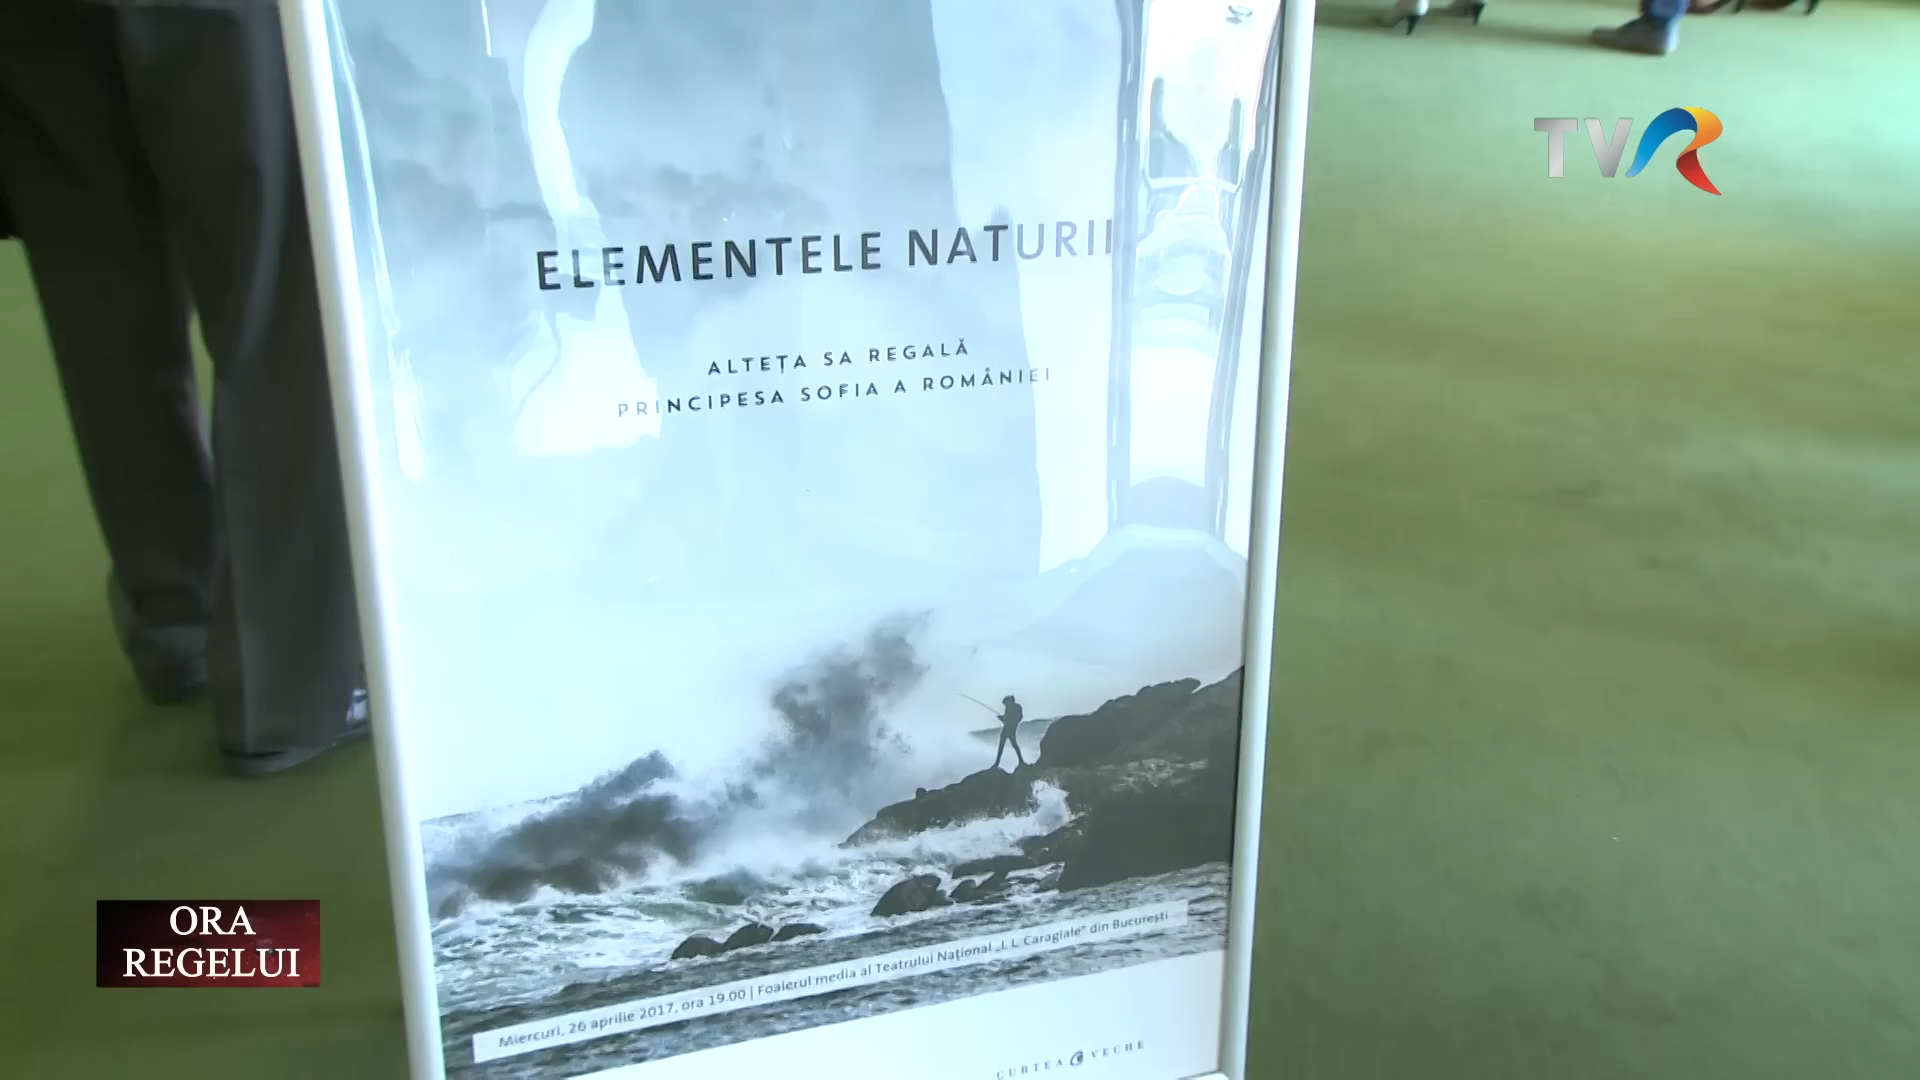 TVR
ELEMENTELE NATURII
ALTEȚA SA REGALĂ
PRINCIPESA SOFIA A ROMÂNIEI
Miercuri, 26 aprilie 2017, ora 19.00 | Foaierul media al Teatrului Național „I. L. Caragiale” din București
CURTEA VECHE
ORA
REGELUI